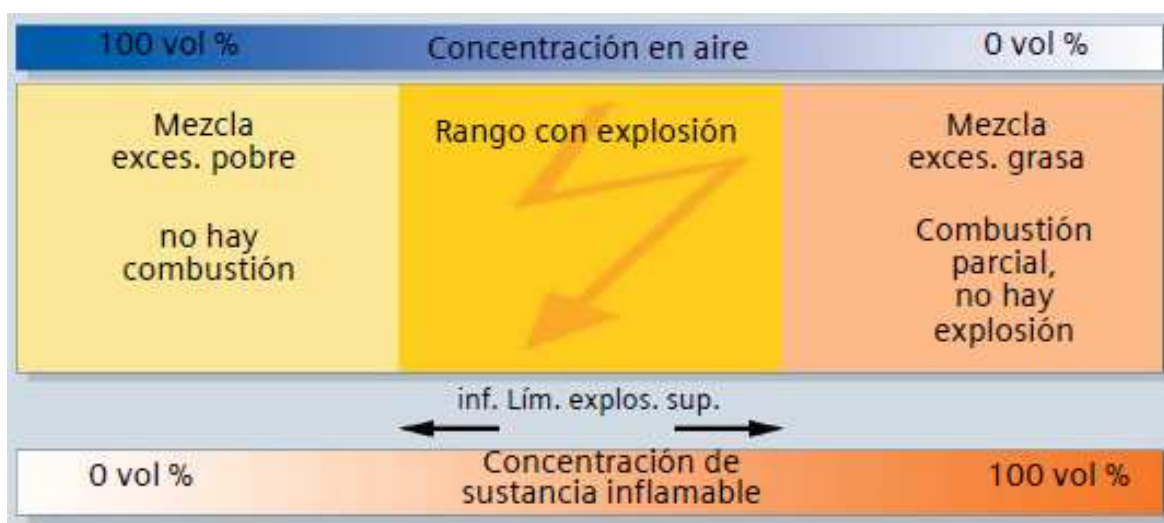 100 vol %
Concentración en aire
0 vol %
Mezcla
exces. pobre
no hay
combustión
Rango con explosión
Mezcla
exces. grasa
Combustión
parcial,
no hay
explosión
inf. Lím. explos. sup.
0 vol %
Concentración de
sustancia inflamable
100 vol %